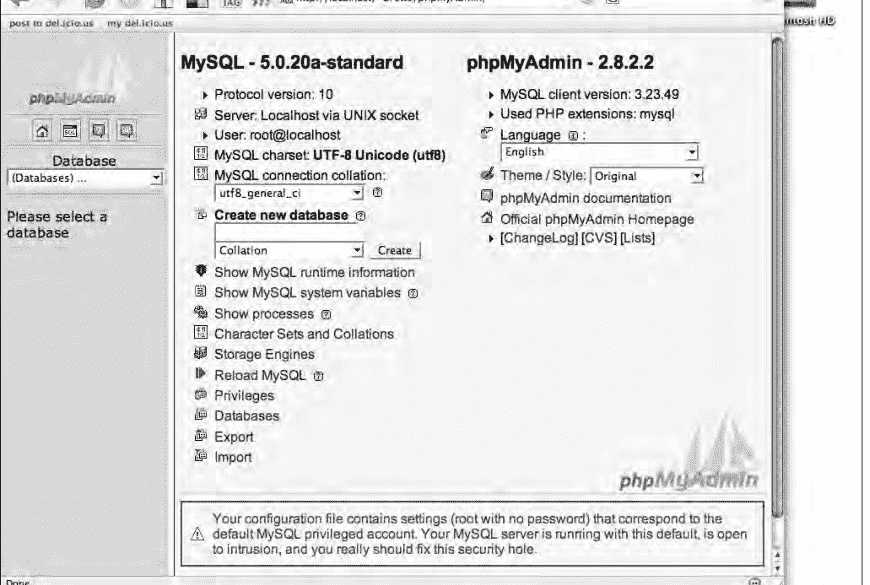 post to del.icio.us my del.icio.us
phpMyAdmin
Database
(Databases) ...
Please select a
database
MySQL - 5.0.20a-standard
Protocol version: 10
Server: Localhost via UNIX socket
User: root@localhost
MySQL charset: UTF-8 Unicode (utf8)
MySQL connection collation:
utf8_general_ci
Create new database
Collation Create
Show MySQL runtime information
Show MySQL system variables
Show processes
Character Sets and Collations
Storage Engines
Reload MySQL
Privileges
Databases
Export
Import
phpMyAdmin - 2.8.2.2
MySQL client version: 3.23.49
Used PHP extensions: mysql
Language :
English
Theme / Style: Original
phpMyAdmin documentation
Official phpMyAdmin Homepage
[ChangeLog] [CVS] [Lists]
phpMyAdmin
Your configuration file contains settings (root with no password) that correspond to the
default MySQL privileged account. Your MySQL server is running with this default, is open
to intrusion, and you really should fix this security hole.
Done
HD